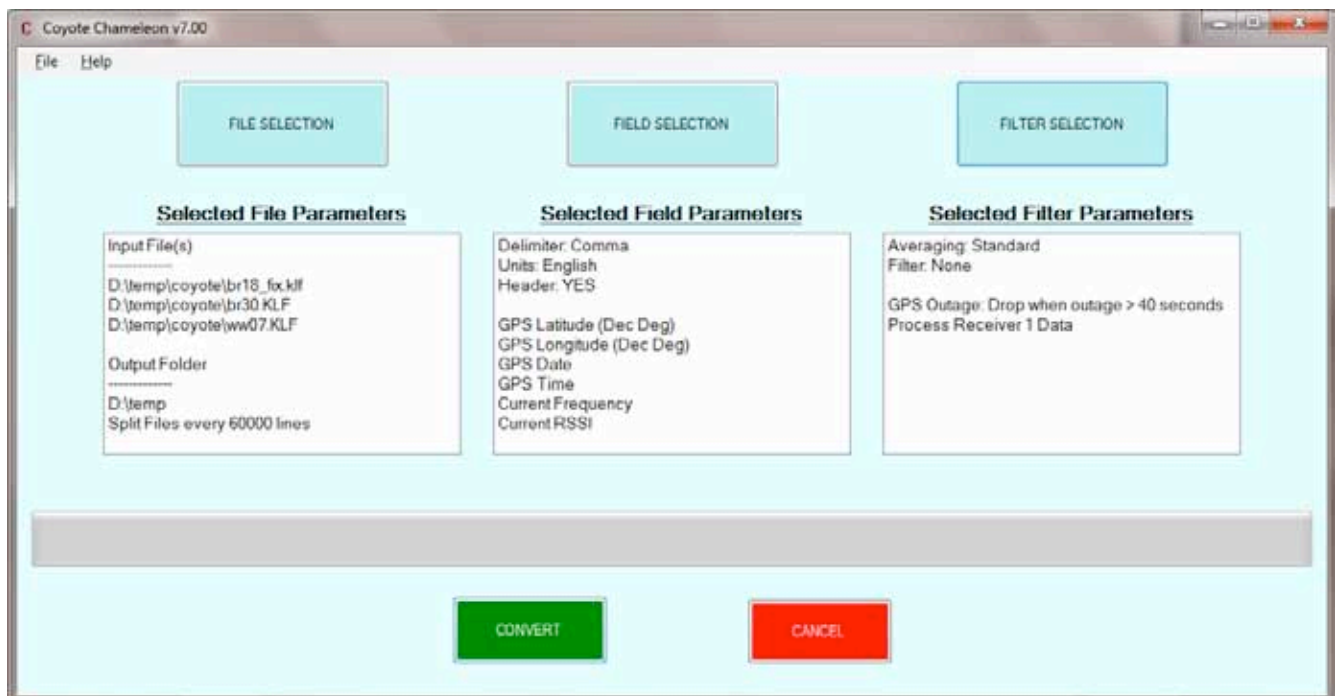 C Coyote Chameleon v7.00
File Help
FILE SELECTION
FIELD SELECTION
FILTER SELECTION
Selected File Parameters
Input File(s)
-------------
D:\temp\coyote\br18_fix.klf
D:\temp\coyote\br30.KLF
D:\temp\coyote\ww07.KLF
Output Folder
-------------
D:\temp
Split Files every 60000 lines
Selected Field Parameters
Delimiter: Comma
Units: English
Header: YES
GPS Latitude (Dec Deg)
GPS Longitude (Dec Deg)
GPS Date
GPS Time
Current Frequency
Current RSSI
Selected Filter Parameters
Averaging: Standard
Filter: None
GPS Outage: Drop when outage > 40 seconds
Process Receiver 1 Data
CONVERT
CANCEL